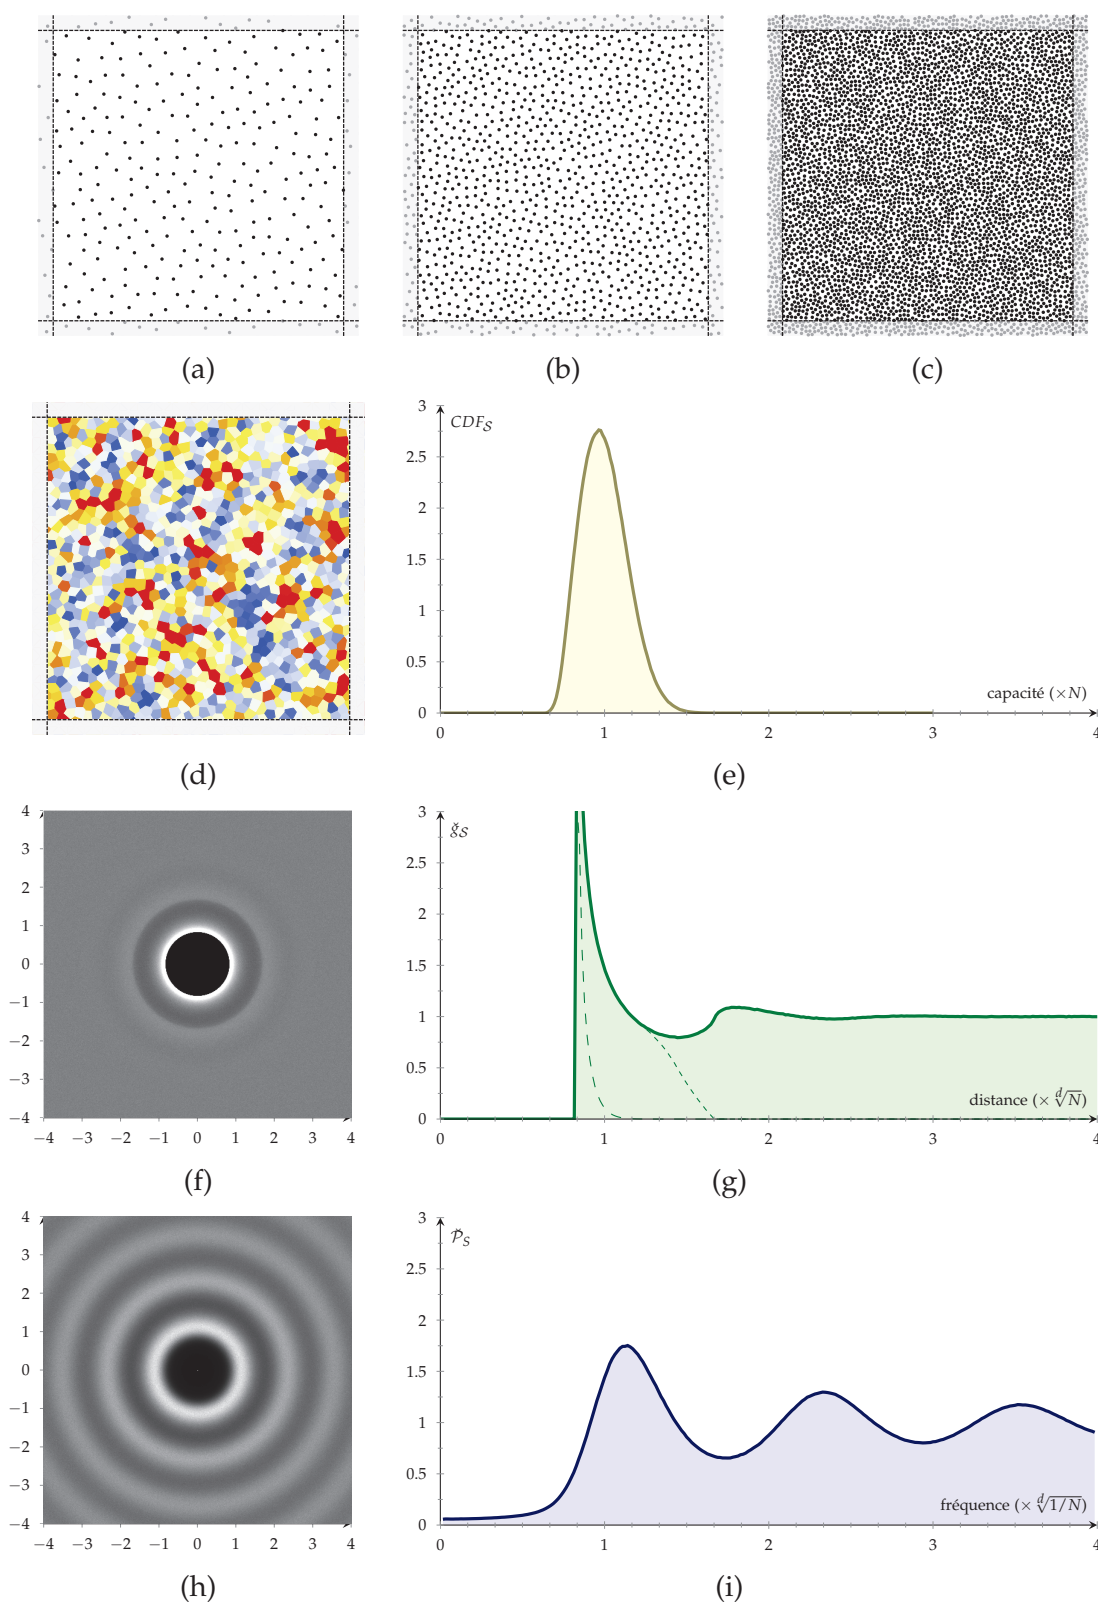 (a) (b) (c)
3
CDF_S
2.5
2
1.5
1
0.5
0
capacité (×N)
0 1 2 3 4
(d) (e)
4
3
2
1
0
−1
−2
−3
−4
−4 −3 −2 −1 0 1 2 3 4
3
ǧ_S
2.5
2
1.5
1
0.5
0
distance (× ᵈ√N)
0 1 2 3 4
(f) (g)
4
3
2
1
0
−1
−2
−3
−4
−4 −3 −2 −1 0 1 2 3 4
3
P̌_S
2.5
2
1.5
1
0.5
0
fréquence (× ᵈ√1/N)
0 1 2 3 4
(h) (i)